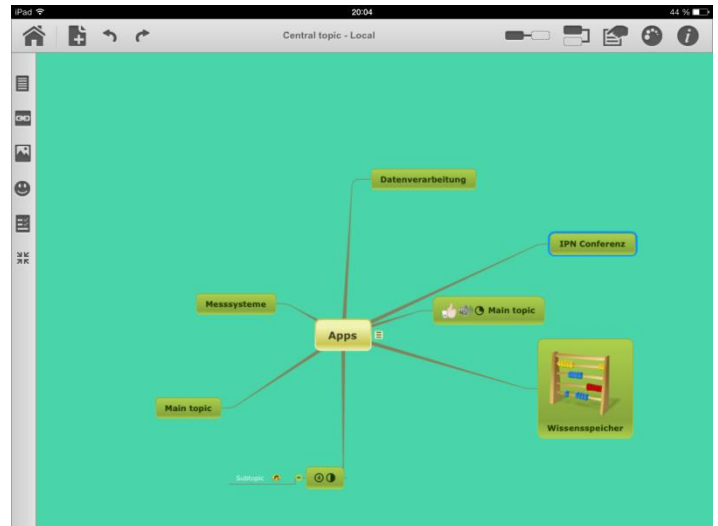 iPad 20:04 44 %
Central topic - Local
Datenverarbeitung
IPN Conferenz
Messsysteme
Main topic
Apps
Main topic
Wissensspeicher
Subtopic